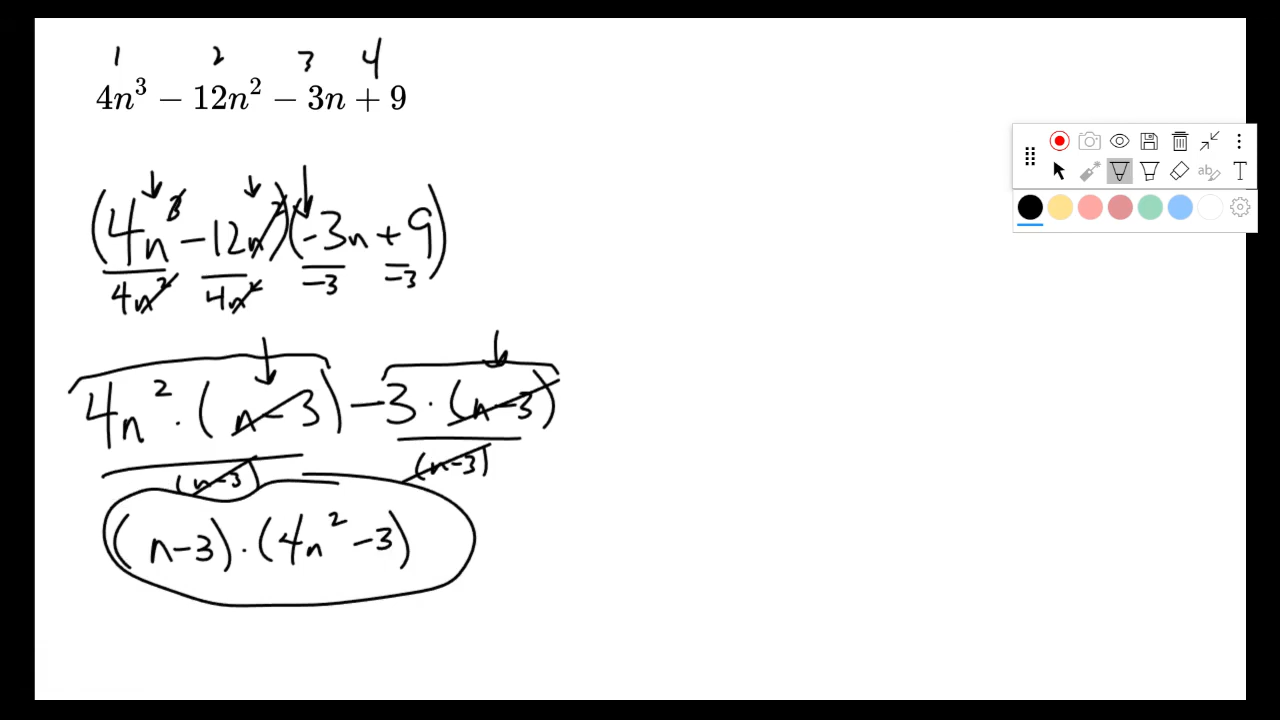 1 2 3 4
4n³ − 12n² − 3n + 9
(4n³ − 12n²)(−3n + 9)
4n² 4n² −3 −3
4n² · (n−3) − 3 · (n−3)
(n−3) (n−3)
(n−3) · (4n² −3)
ab T